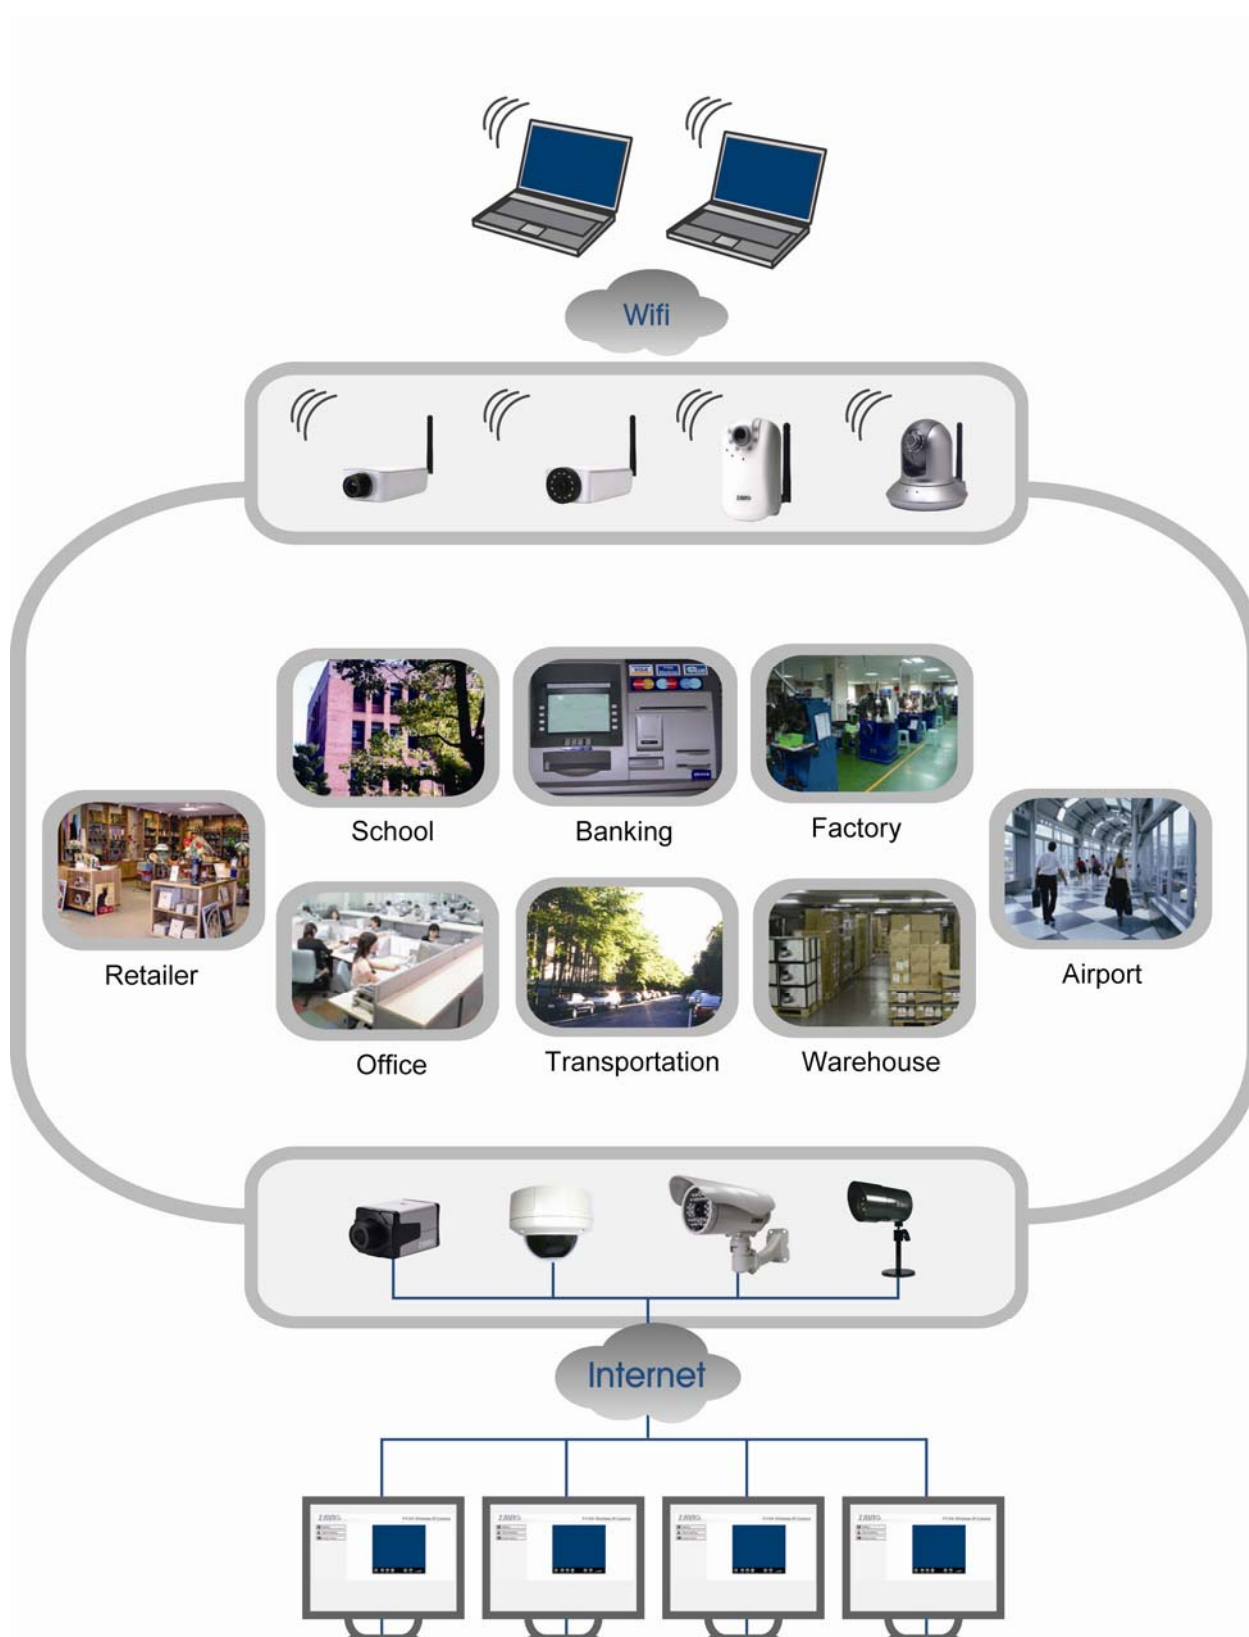 Wifi
School
Banking
Factory
Retailer
Airport
Office
Transportation
Warehouse
Internet